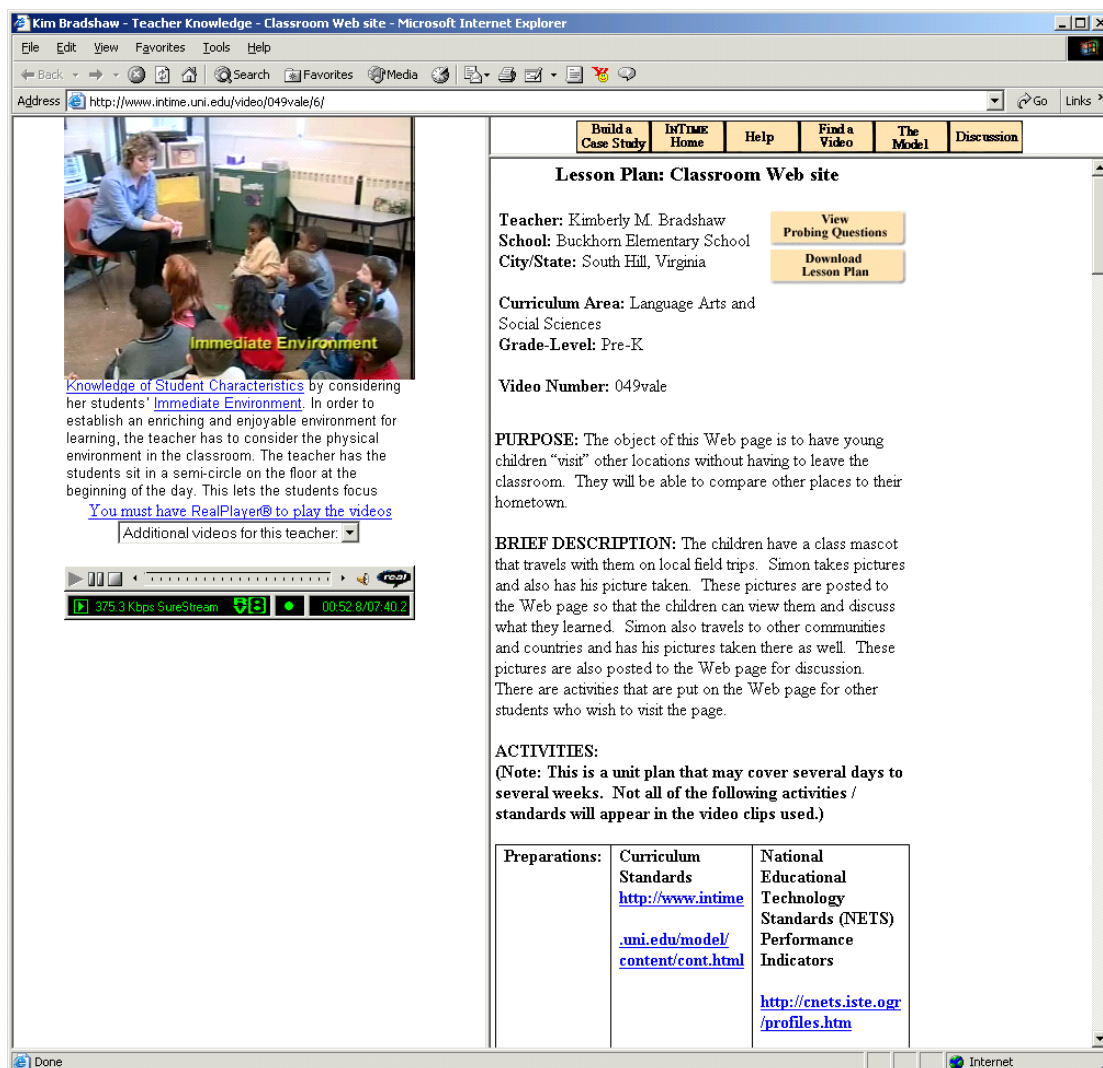 Kim Bradshaw - Teacher Knowledge - Classroom Web site - Microsoft Internet Explorer
File Edit View Favorites Tools Help
Back Search Favorites Media
Address http://www.intime.uni.edu/video/049vale/6/ Go Links »
Immediate Environment
Knowledge of Student Characteristics by considering
her students' Immediate Environment. In order to
establish an enriching and enjoyable environment for
learning, the teacher has to consider the physical
environment in the classroom. The teacher has the
students sit in a semi-circle on the floor at the
beginning of the day. This lets the students focus
You must have RealPlayer® to play the videos
Additional videos for this teacher:
real
375.3 Kbps SureStream 00:52.8/07:40.2
Build a Case Study
INTIME Home
Help
Find a Video
The Model
Discussion
Lesson Plan: Classroom Web site
Teacher: Kimberly M. Bradshaw
School: Buckhorn Elementary School
City/State: South Hill, Virginia
View
Probing Questions
Download
Lesson Plan
Curriculum Area: Language Arts and
Social Sciences
Grade-Level: Pre-K
Video Number: 049vale
PURPOSE: The object of this Web page is to have young
children “visit” other locations without having to leave the
classroom. They will be able to compare other places to their
hometown.
BRIEF DESCRIPTION: The children have a class mascot
that travels with them on local field trips. Simon takes pictures
and also has his picture taken. These pictures are posted to
the Web page so that the children can view them and discuss
what they learned. Simon also travels to other communities
and countries and has his pictures taken there as well. These
pictures are also posted to the Web page for discussion.
There are activities that are put on the Web page for other
students who wish to visit the page.
ACTIVITIES:
(Note: This is a unit plan that may cover several days to
several weeks. Not all of the following activities /
standards will appear in the video clips used.)
Preparations:
Curriculum
Standards
http://www.intime
.uni.edu/model/
content/cont.html
National
Educational
Technology
Standards (NETS)
Performance
Indicators
http://cnets.iste.ogr
/profiles.htm
Done Internet